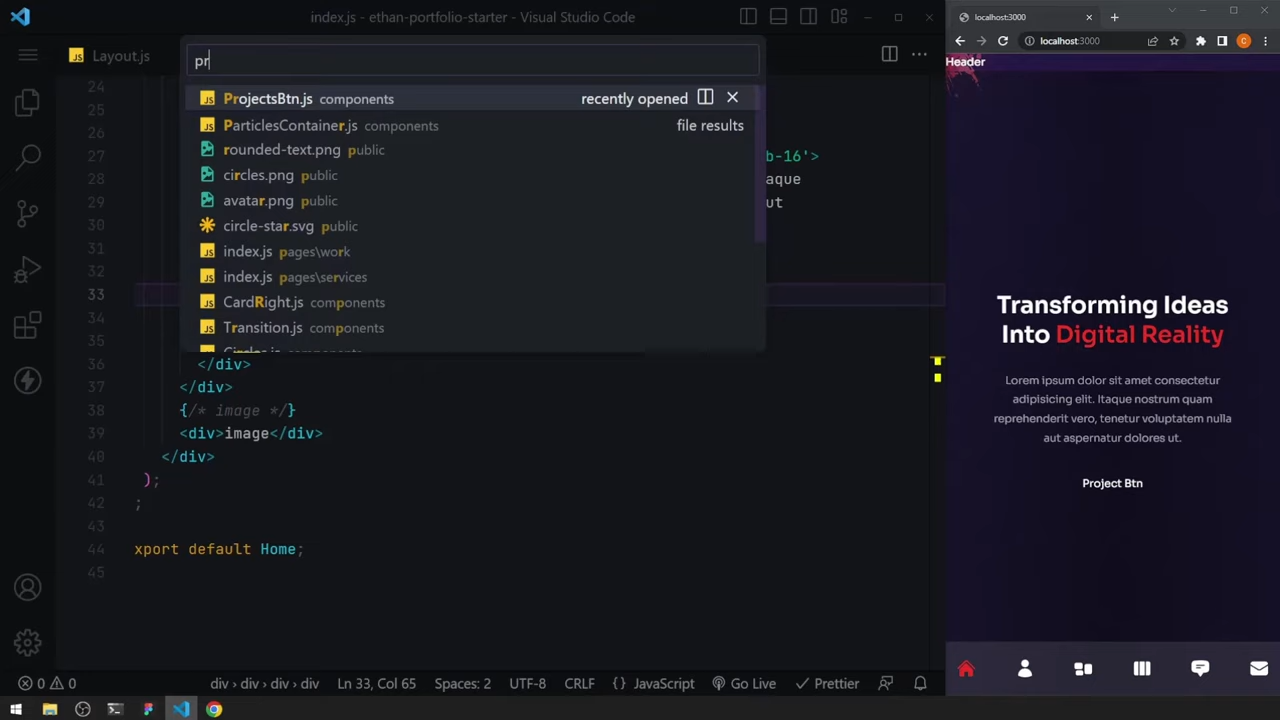 index.js - ethan-portfolio-starter - Visual Studio Code
Layout.js
pr
ProjectsBtn.js components recently opened
ParticlesContainer.js components file results
rounded-text.png public
circles.png public
avatar.png public
circle-star.svg public
index.js pages\work
index.js pages\services
CardRight.js components
Transition.js components
Circles.js components
24
25
26
27 b-16'>
28 aque
29 ut
30
31
32
33
34
35
36 </div>
37 </div>
38 {/* image */}
39 <div>image</div>
40 </div>
41 );
42 ;
43
44 xport default Home;
45
0 0 div › div › div › div Ln 33, Col 65 Spaces: 2 UTF-8 CRLF {} JavaScript Go Live Prettier
localhost:3000
localhost:3000
C
Header
Transforming Ideas
Into Digital Reality
Lorem ipsum dolor sit amet consectetur
adipisicing elit. Itaque nostrum quam
reprehenderit vero, tenetur voluptatem nulla
aut aspernatur dolores ut.
Project Btn